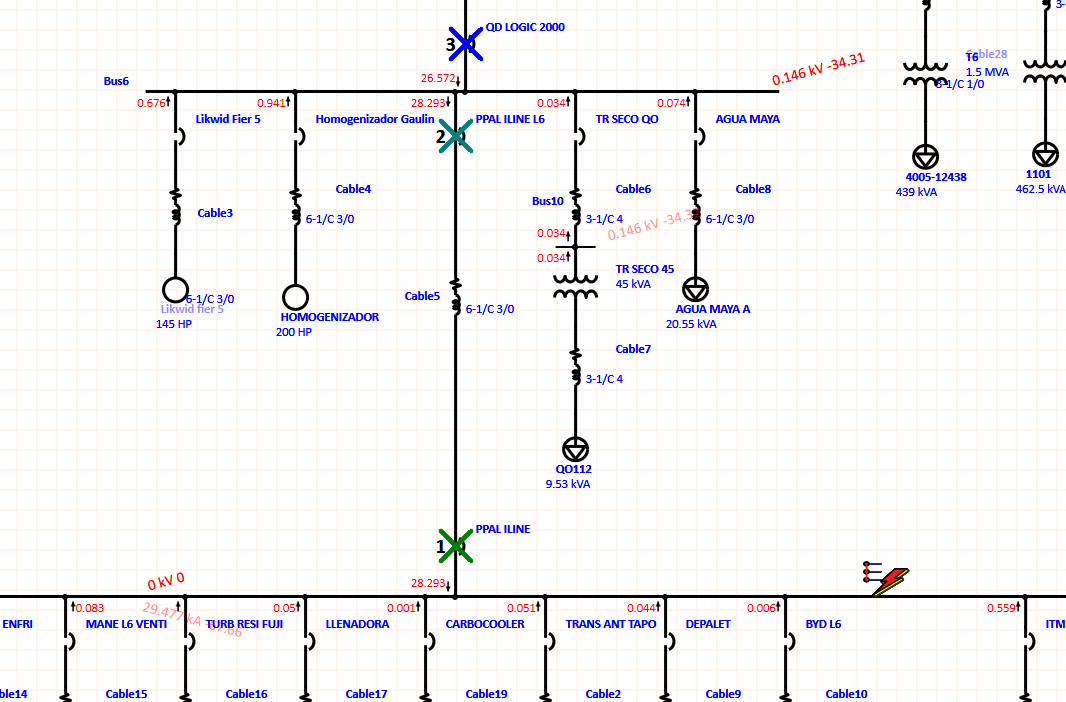 QD LOGIC 2000
3
26.572
Bus6
0.146 kV -34.31
0.676
0.941
28.293
0.034
0.074
Likwid Fier 5
Homogenizador Gaulin
PPAL ILINE L6
TR SECO QO
AGUA MAYA
2
Cable28
T6
1.5 MVA
3-1/C 1/0
3-
4005-12438
439 kVA
1101
462.5 kVA
Cable4
Cable6
Cable8
Cable3
Bus10
6-1/C 3/0
3-1/C 4
6-1/C 3/0
0.034
0.146 kV -34.3
0.034
TR SECO 45
45 kVA
Cable5
6-1/C 3/0
6-1/C 3/0
Likwid fier 5
145 HP
HOMOGENIZADOR
200 HP
AGUA MAYA A
20.55 kVA
Cable7
3-1/C 4
QO112
9.53 kVA
PPAL ILINE
1
28.293
0 kV 0
0.083
29.477 kA
0.05
0.001
0.051
0.044
0.006
0.559
ENFRI
MANE L6 VENTI
TURB RESI FUJI
LLENADORA
CARBOCOOLER
TRANS ANT TAPO
DEPALET
BYD L6
ITM
ble14
Cable15
Cable16
Cable17
Cable19
Cable2
Cable9
Cable10